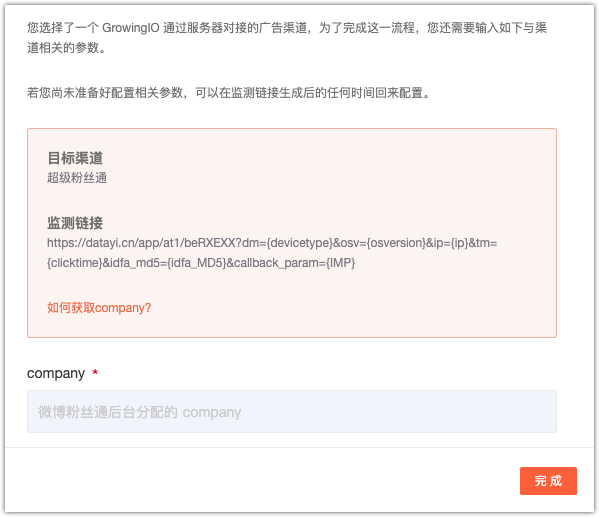 您选择了一个 GrowingIO 通过服务器对接的广告渠道，为了完成这一流程，您还需要输入如下与渠
道相关的参数。
若您尚未准备好配置相关参数，可以在监测链接生成后的任何时间回来配置。
目标渠道
超级粉丝通
监测链接
https://datayi.cn/app/at1/beRXEXX?dm={devicetype}&osv={osversion}&ip={ip}&tm=
{clicktime}&idfa_md5={idfa_MD5}&callback_param={IMP}
如何获取company?
company *
微博粉丝通后台分配的 company
完 成